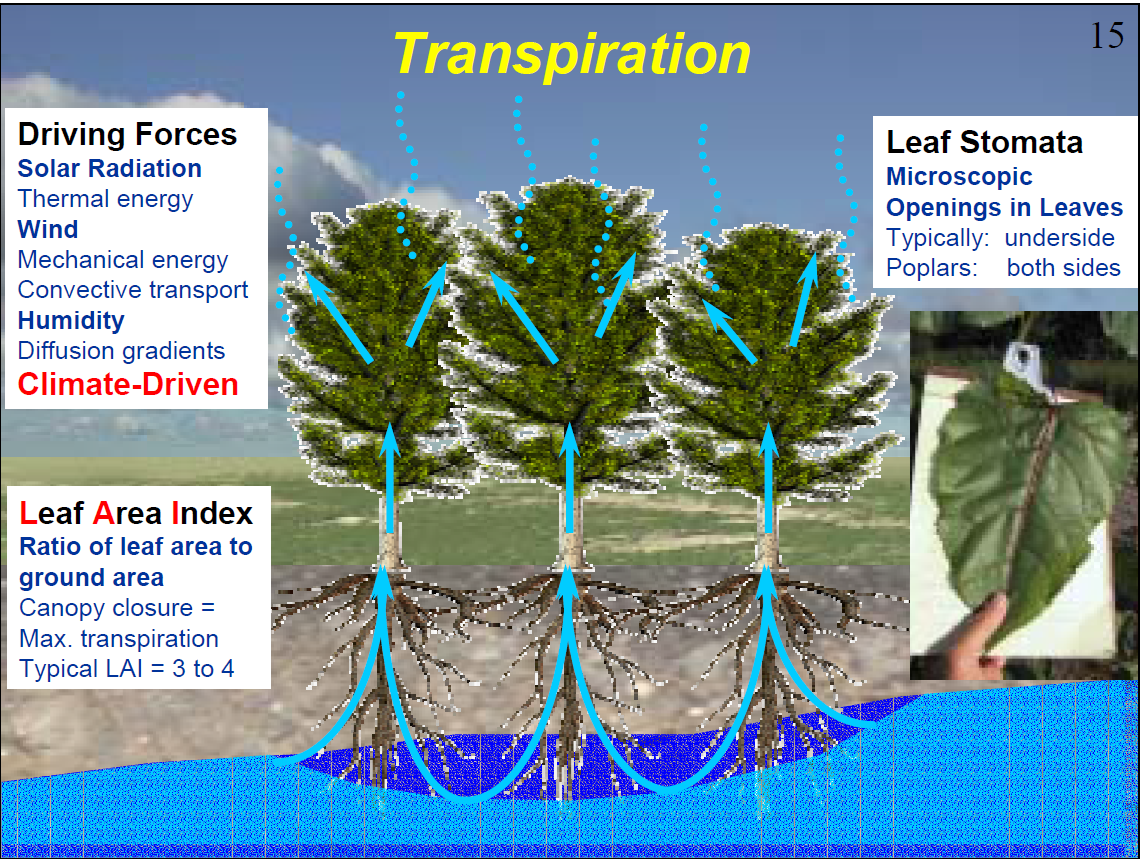 15
Transpiration
Driving Forces
Solar Radiation
Thermal energy
Wind
Mechanical energy
Convective transport
Humidity
Diffusion gradients
Climate-Driven
Leaf Stomata
Microscopic
Openings in Leaves
Typically: underside
Poplars: both sides
Leaf Area Index
Ratio of leaf area to
ground area
Canopy closure =
Max. transpiration
Typical LAI = 3 to 4